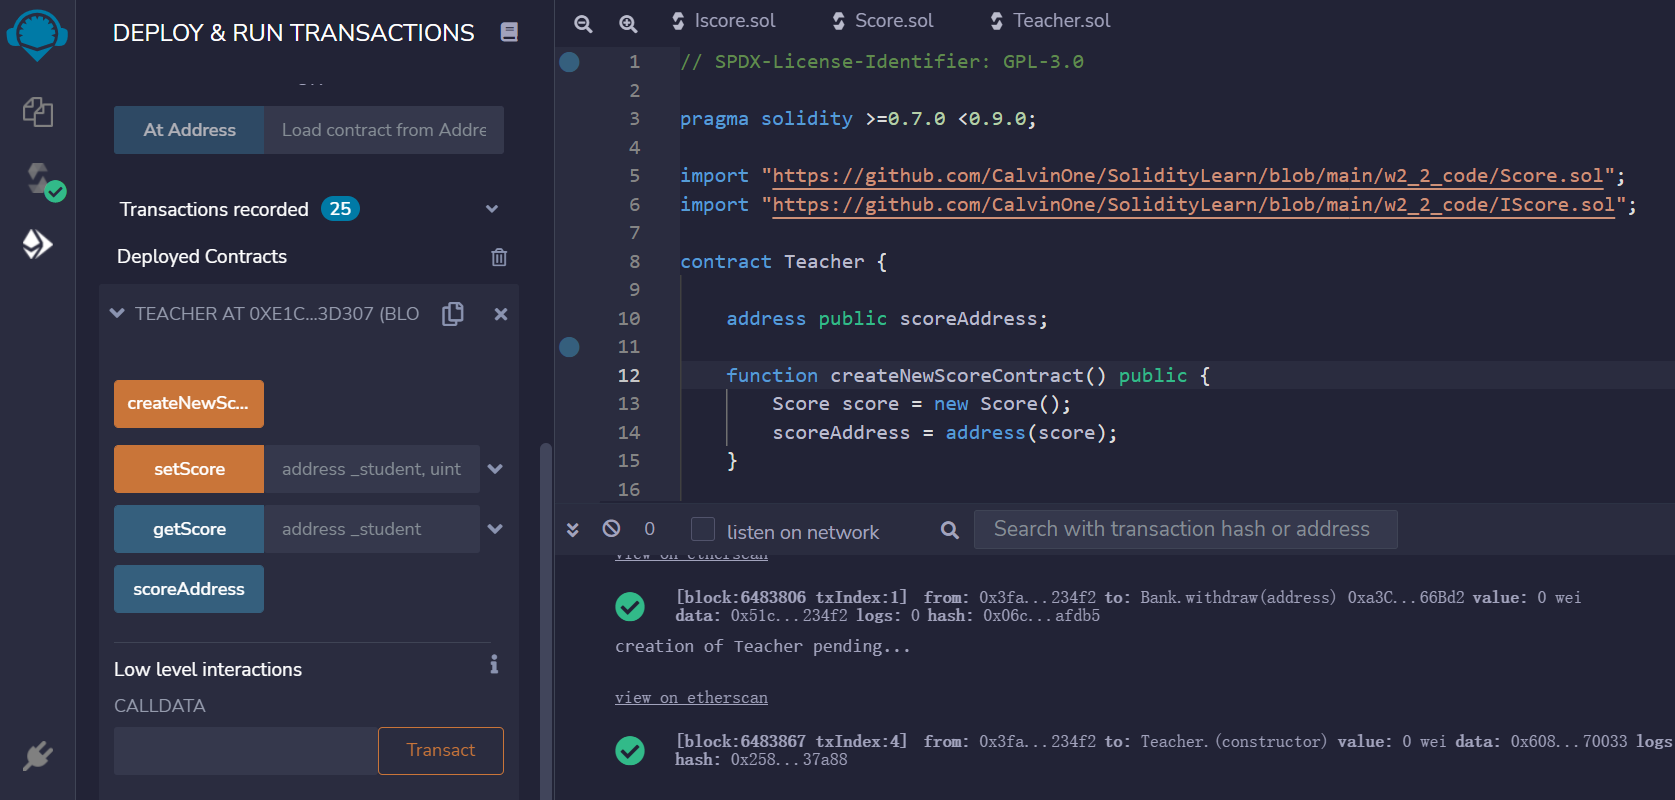 DEPLOY & RUN TRANSACTIONS
At Address
Load contract from Addre
Transactions recorded 25
Deployed Contracts
TEACHER AT 0XE1C...3D307 (BLO
createNewSc...
setScore
address _student, uint
getScore
address _student
scoreAddress
Low level interactions
i
CALLDATA
Transact
Iscore.sol
Score.sol
Teacher.sol
1 // SPDX-License-Identifier: GPL-3.0
2
3 pragma solidity >=0.7.0 <0.9.0;
4
5 import "https://github.com/CalvinOne/SolidityLearn/blob/main/w2_2_code/Score.sol";
6 import "https://github.com/CalvinOne/SolidityLearn/blob/main/w2_2_code/IScore.sol";
7
8 contract Teacher {
9
10 address public scoreAddress;
11
12 function createNewScoreContract() public {
13 Score score = new Score();
14 scoreAddress = address(score);
15 }
16
0
listen on network
Search with transaction hash or address
view on etherscan
[block:6483806 txIndex:1] from: 0x3fa...234f2 to: Bank.withdraw(address) 0xa3C...66Bd2 value: 0 wei
data: 0x51c...234f2 logs: 0 hash: 0x06c...afdb5
creation of Teacher pending...
view on etherscan
[block:6483867 txIndex:4] from: 0x3fa...234f2 to: Teacher.(constructor) value: 0 wei data: 0x608...70033 logs
hash: 0x258...37a88